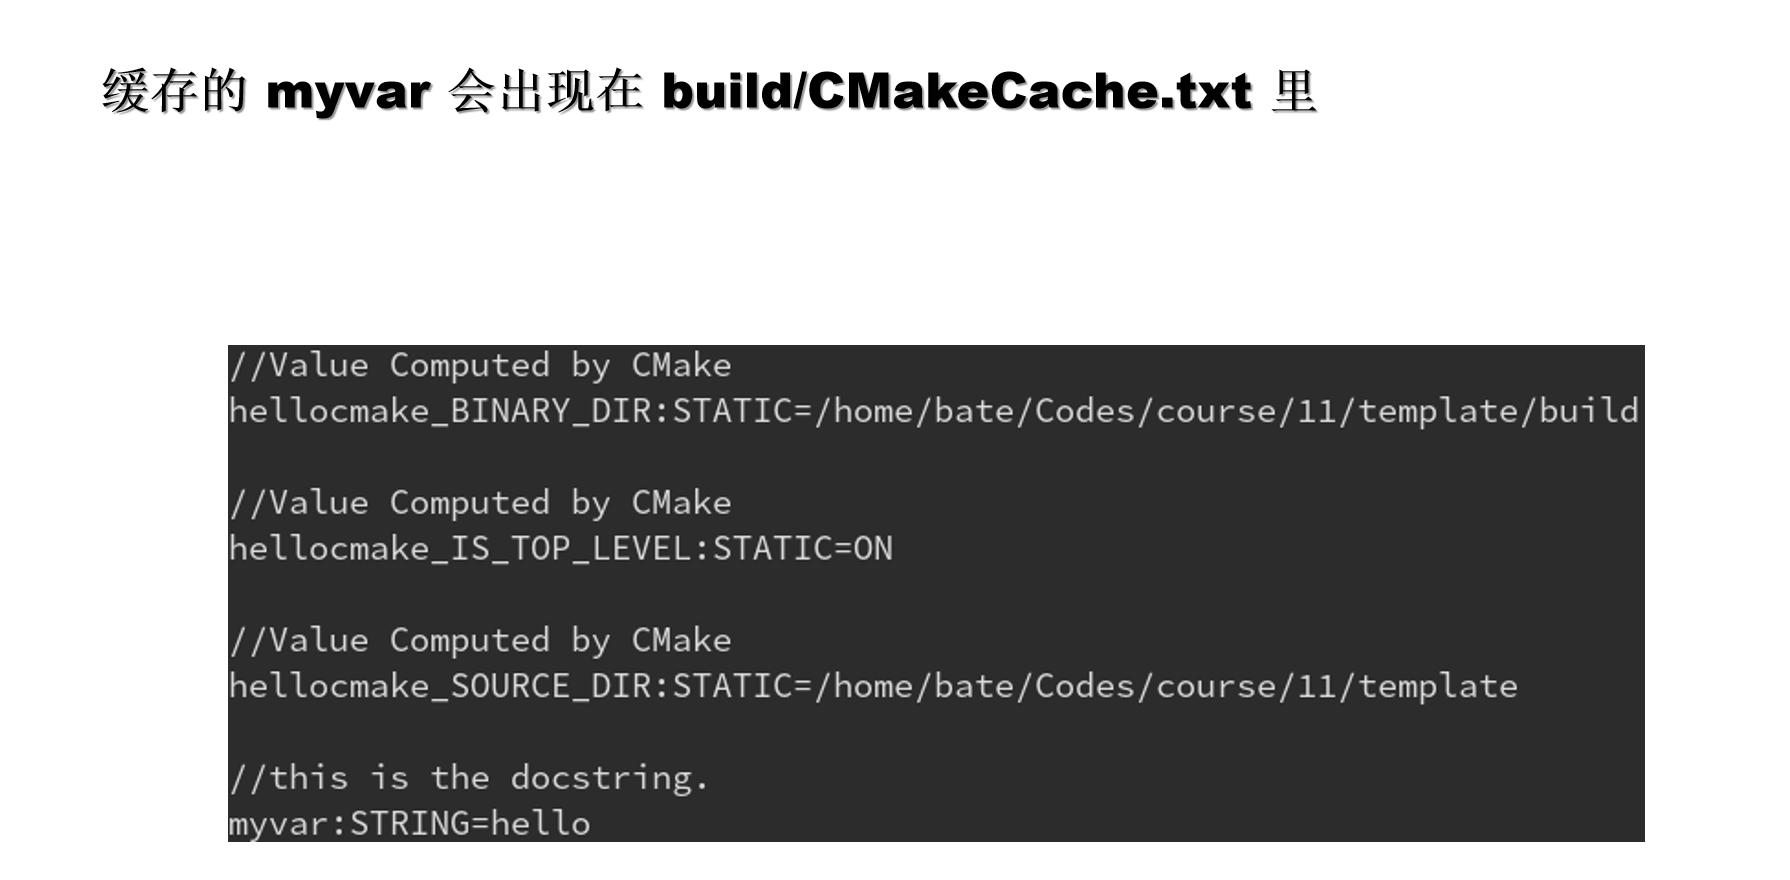 缓存的 myvar 会出现在 build/CMakeCache.txt 里
//Value Computed by CMake
hellocmake_BINARY_DIR:STATIC=/home/bate/Codes/course/11/template/build
//Value Computed by CMake
hellocmake_IS_TOP_LEVEL:STATIC=ON
//Value Computed by CMake
hellocmake_SOURCE_DIR:STATIC=/home/bate/Codes/course/11/template
//this is the docstring.
myvar:STRING=hello